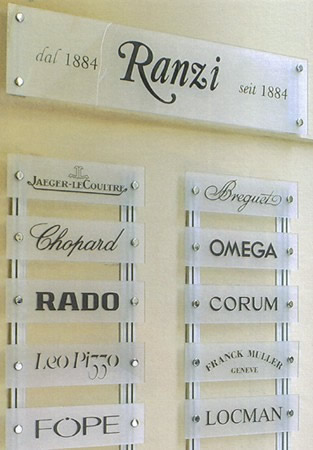 dal 1884 Ranzi seit 1884
JAEGER-LECOULTRE
Chopard
RADO
Leo Pizzo
FOPE
Breguet
OMEGA
CORUM
FRANCK MULLER
GENEVE
LOCMAN